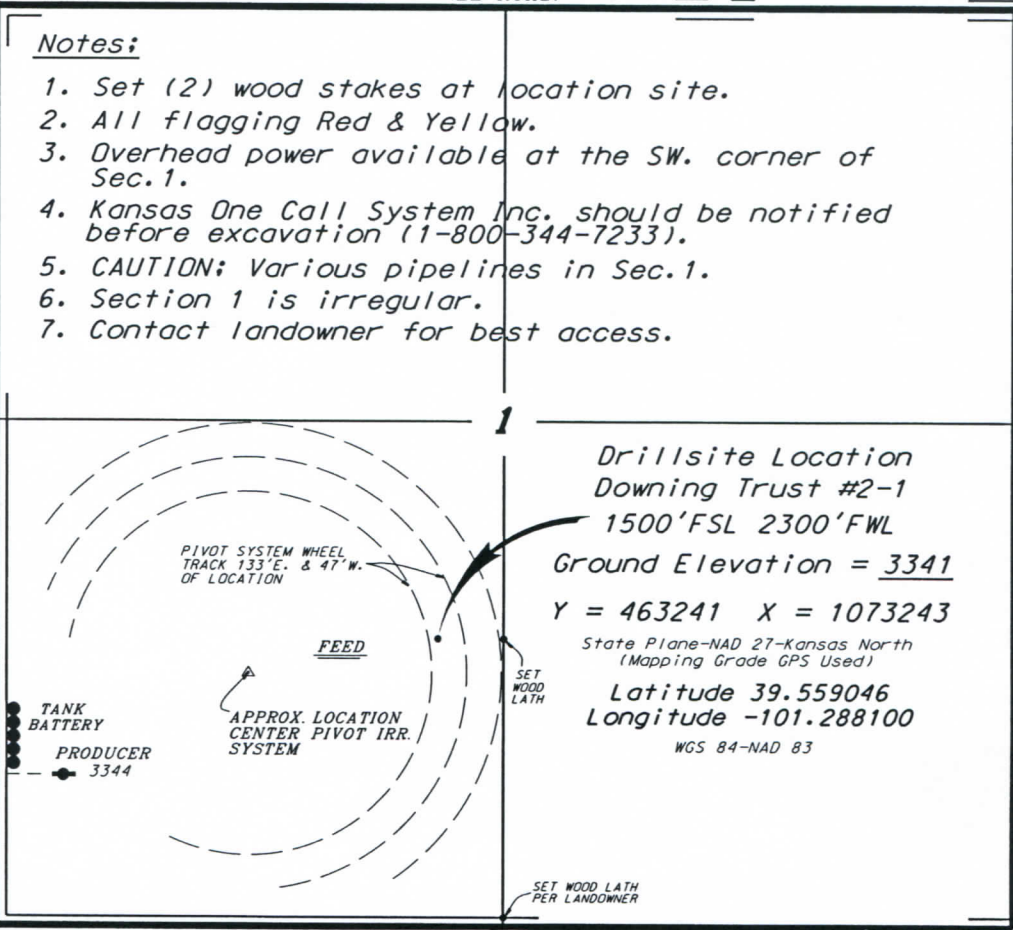 Notes:
1. Set (2) wood stakes at location site.
2. All flagging Red & Yellow.
3. Overhead power available at the SW. corner of
Sec.1.
4. Kansas One Call System Inc. should be notified
before excavation (1-800-344-7233).
5. CAUTION: Various pipelines in Sec.1.
6. Section 1 is irregular.
7. Contact landowner for best access.
1
Drillsite Location
Downing Trust #2-1
1500'FSL 2300'FWL
Ground Elevation = 3341
Y = 463241 X = 1073243
State Plane-NAD 27-Kansas North
(Mapping Grade GPS Used)
Latitude 39.559046
Longitude -101.288100
WGS 84-NAD 83
PIVOT SYSTEM WHEEL
TRACK 133'E. & 47'W.
OF LOCATION
FEED
SET
WOOD
LATH
APPROX. LOCATION
CENTER PIVOT IRR.
SYSTEM
TANK
BATTERY
PRODUCER
3344
SET WOOD LATH
PER LANDOWNER